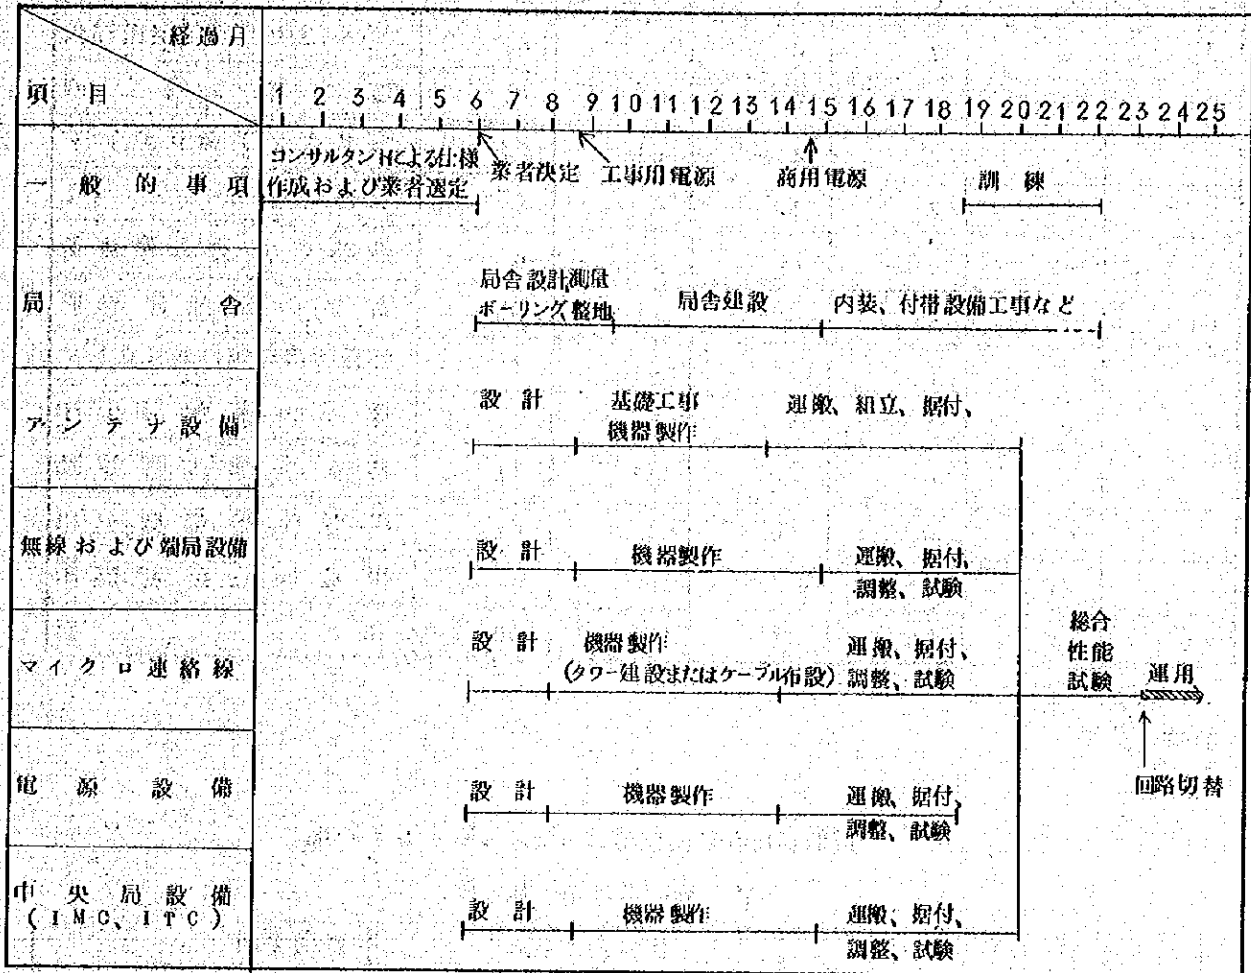 経過月
項目
1 2 3 4 5 6 7 8 9 10 11 12 13 14 15 16 17 18 19 20 21 22 23 24 25
一般的事項
コンサルタントによる仕様
作成および業者選定
業者決定
工事用電源
商用電源
訓練
局舎
局舎設計測量
ボーリング、整地
局舎建設
内装、付帯設備工事など
アンテナ設備
設計
基礎工事
機器製作
運搬、組立、据付、
無線および端局設備
設計
機器製作
運搬、据付、
調整、試験
マイクロ連絡線
設計
機器製作
(タワー建設またはケーブル布設)
運搬、据付、
調整、試験
総合
性能
試験
運用
回路切替
電源設備
設計
機器製作
運搬、据付、
調整、試験
中央局設備
(IMC、ITC)
設計
機器製作
運搬、据付、
調整、試験